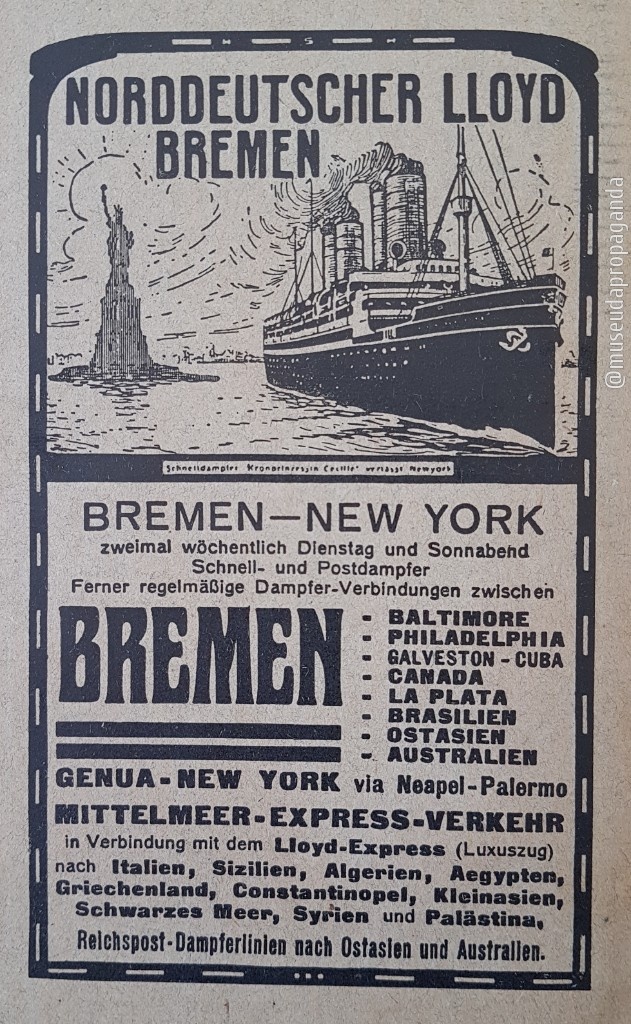 NORDDEUTSCHER LLOYD
BREMEN
Schnelldampfer "Kronprinzessin Cecilie" verlässt Newyork
BREMEN—NEW YORK
zweimal wöchentlich Dienstag und Sonnabend
Schnell- und Postdampfer
Ferner regelmäßige Dampfer-Verbindungen zwischen
BREMEN
- BALTIMORE
- PHILADELPHIA
- GALVESTON - CUBA
- CANADA
- LA PLATA
- BRASILIEN
- OSTASIEN
- AUSTRALIEN
GENUA-NEW YORK via Neapel-Palermo
MITTELMEER-EXPRESS-VERKEHR
in Verbindung mit dem Lloyd-Express (Luxuszug)
nach Italien, Sizilien, Algerien, Aegypten,
Griechenland, Constantinopel, Kleinasien,
Schwarzes Meer, Syrien und Palästina,
Reichspost-Dampferlinien nach Ostasien und Australien.
@museudapropaganda